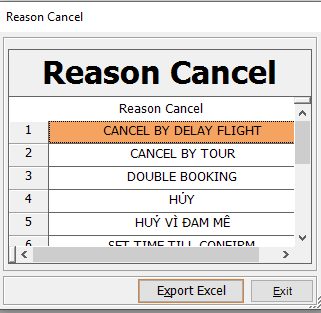 Reason Cancel
Reason Cancel
Reason Cancel
1 CANCEL BY DELAY FLIGHT
2 CANCEL BY TOUR
3 DOUBLE BOOKING
4 HỦY
5 HUỶ VÌ ĐAM MÊ
6 SET TIME TILL CONFIRM
Export Excel Exit